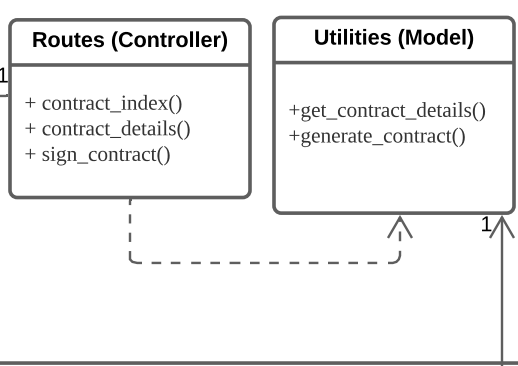 Routes (Controller)
1
+ contract_index()
+ contract_details()
+ sign_contract()
Utilities (Model)
+get_contract_details()
+generate_contract()
1